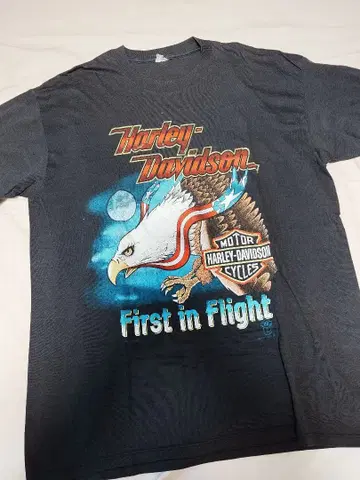 Harley-
Davidson
MOTOR
HARLEY-DAVIDSON
CYCLES
First in Flight